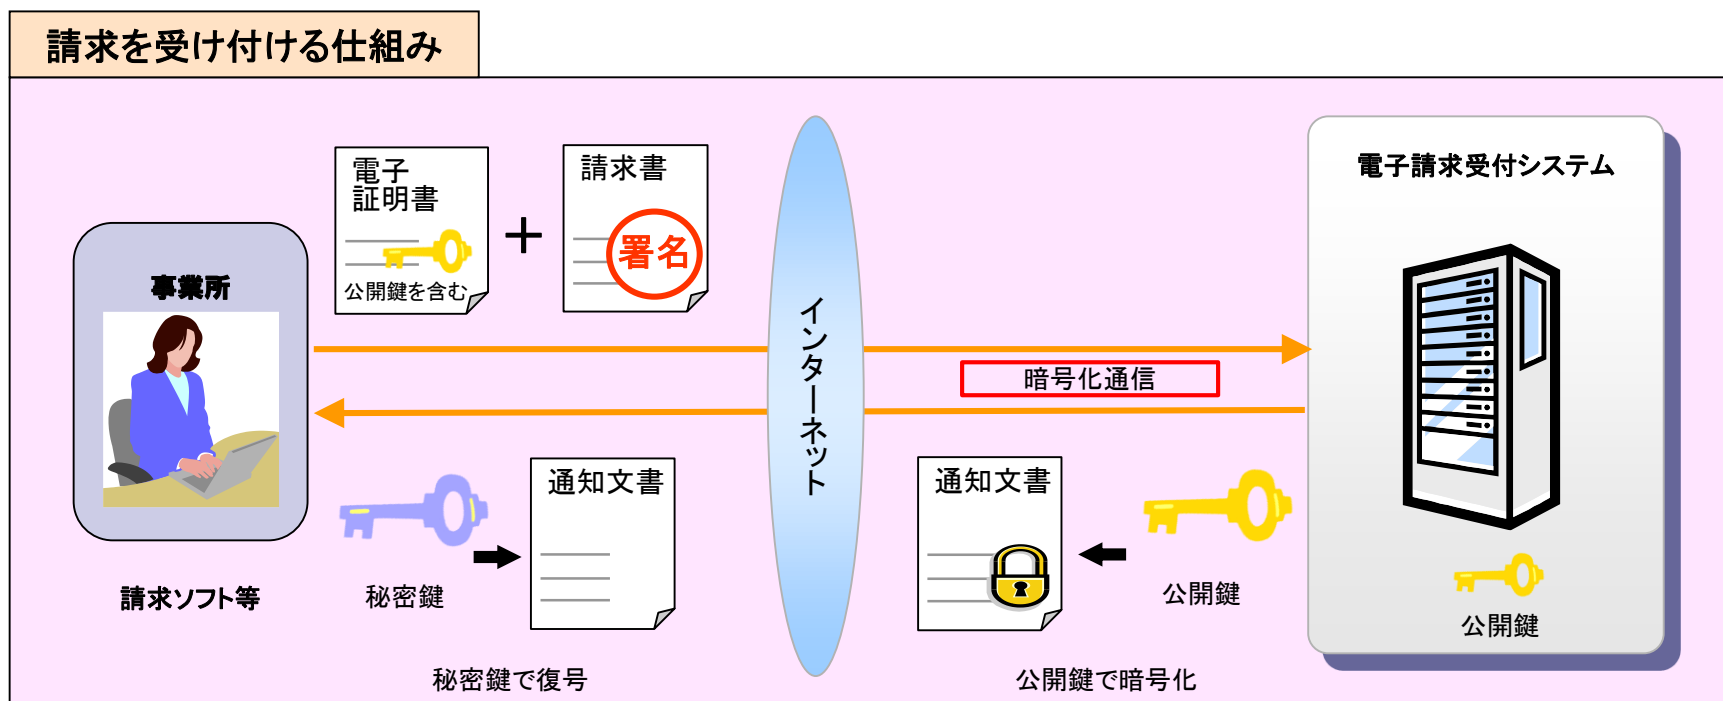 請求を受け付ける仕組み
電子
証明書
公開鍵を含む
＋
請求書
署名
事業所
請求ソフト等
インターネット
電子請求受付システム
暗号化通信
秘密鍵
通知文書
通知文書
公開鍵
公開鍵
秘密鍵で復号
公開鍵で暗号化